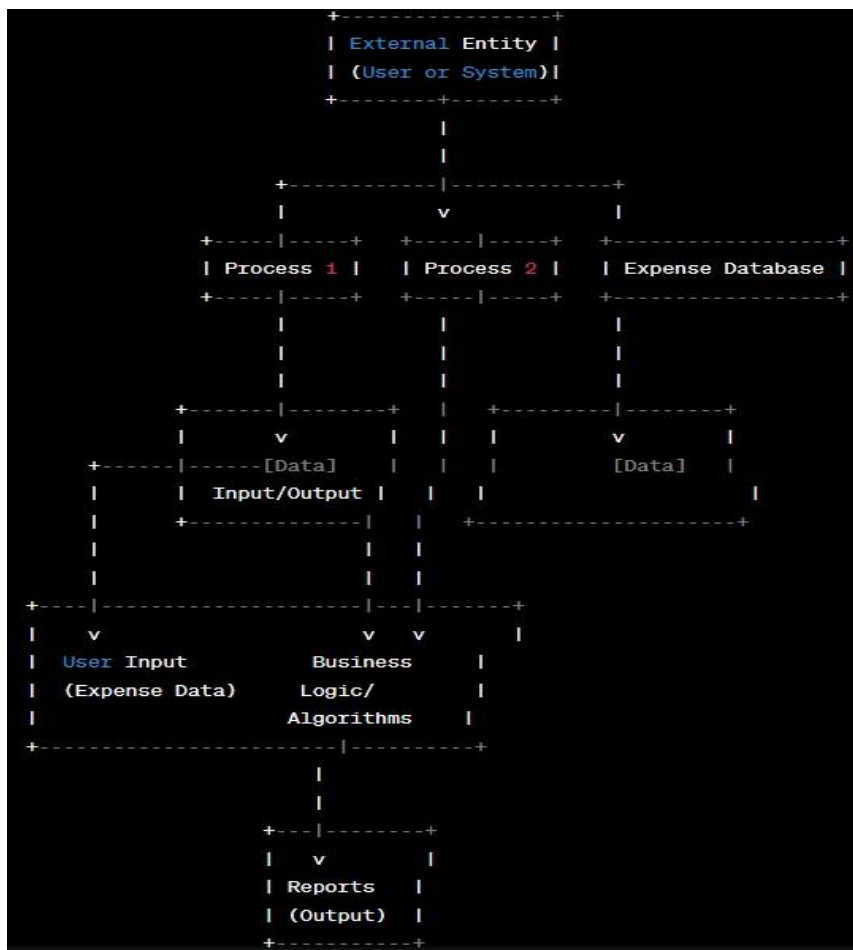 External Entity
(User or System)
Process 1
Process 2
Expense Database
[Data]
[Data]
Input/Output
User Input
Business
(Expense Data)
Logic/
Algorithms
Reports
(Output)